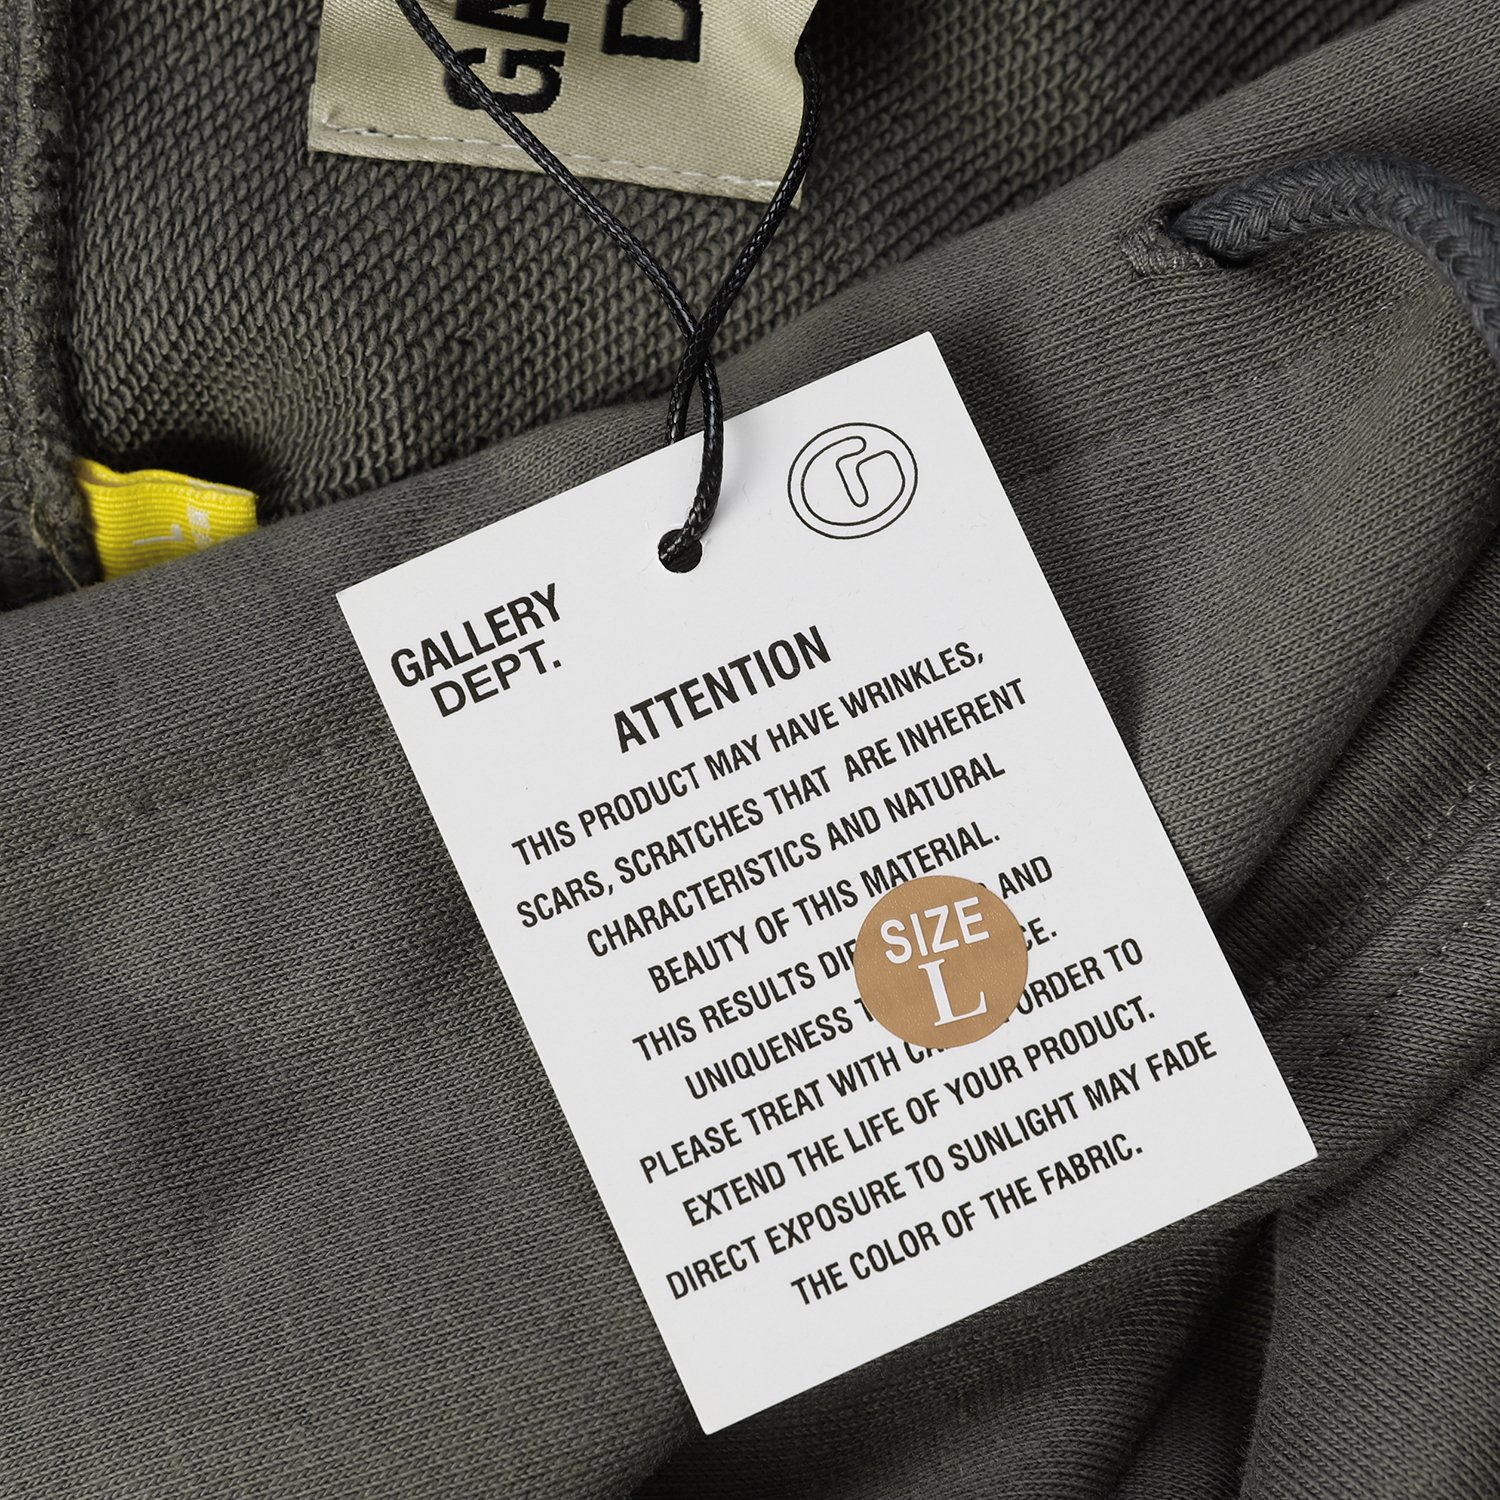 GA
D
L
GALLERY
DEPT.
ATTENTION
THIS PRODUCT MAY HAVE WRINKLES,
SCARS, SCRATCHES THAT ARE INHERENT
CHARACTERISTICS AND NATURAL
BEAUTY OF THIS MATERIAL.
THIS RESULTS AND
UNIQUENESS
PLEASE TREAT WITH ORDER TO
EXTEND THE LIFE OF YOUR PRODUCT.
DIRECT EXPOSURE TO SUNLIGHT MAY FADE
THE COLOR OF THE FABRIC.
SIZE
L